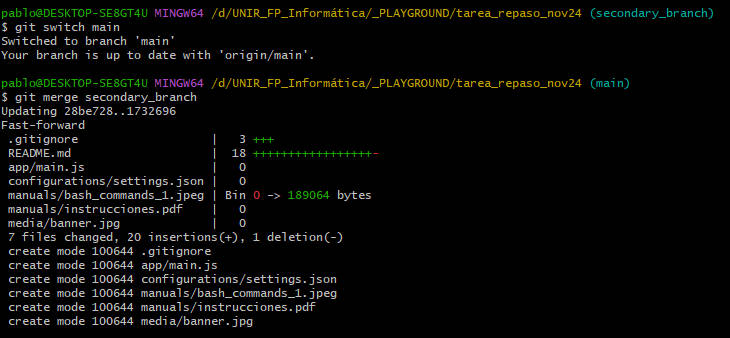 pablo@DESKTOP-SE8GT4U MINGW64 /d/UNIR_FP_Informática/_PLAYGROUND/tarea_repaso_nov24 (secondary_branch)
$ git switch main
Switched to branch 'main'
Your branch is up to date with 'origin/main'.
pablo@DESKTOP-SE8GT4U MINGW64 /d/UNIR_FP_Informática/_PLAYGROUND/tarea_repaso_nov24 (main)
$ git merge secondary_branch
Updating 28be728..1732696
Fast-forward
 .gitignore                      |   3 +++
 README.md                       |  18 +++++++++++++++++-
 app/main.js                     |   0
 configurations/settings.json    |   0
 manuals/bash_commands_1.jpeg    | Bin 0 -> 189064 bytes
 manuals/instrucciones.pdf       |   0
 media/banner.jpg                |   0
 7 files changed, 20 insertions(+), 1 deletion(-)
 create mode 100644 .gitignore
 create mode 100644 app/main.js
 create mode 100644 configurations/settings.json
 create mode 100644 manuals/bash_commands_1.jpeg
 create mode 100644 manuals/instrucciones.pdf
 create mode 100644 media/banner.jpg